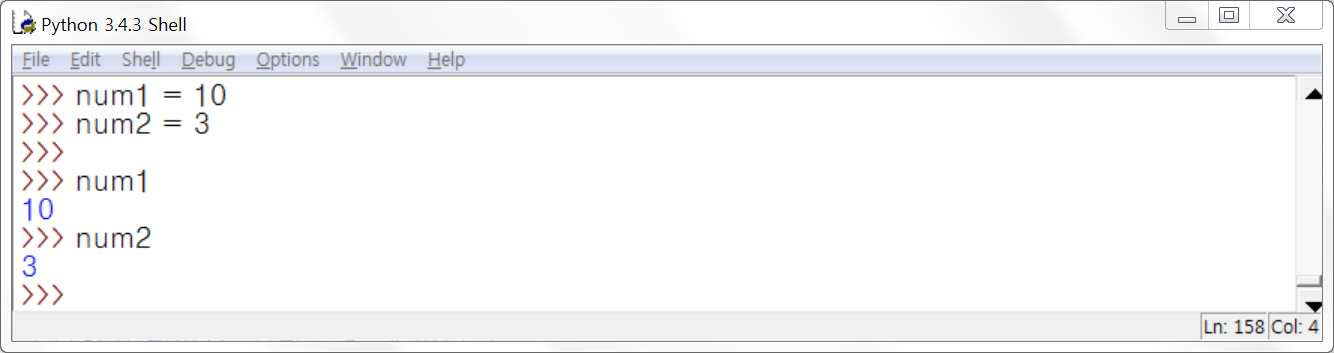 Python 3.4.3 Shell
File Edit Shell Debug Options Window Help
>>> num1 = 10
>>> num2 = 3
>>>
>>> num1
10
>>> num2
3
>>>
Ln: 158 Col: 4